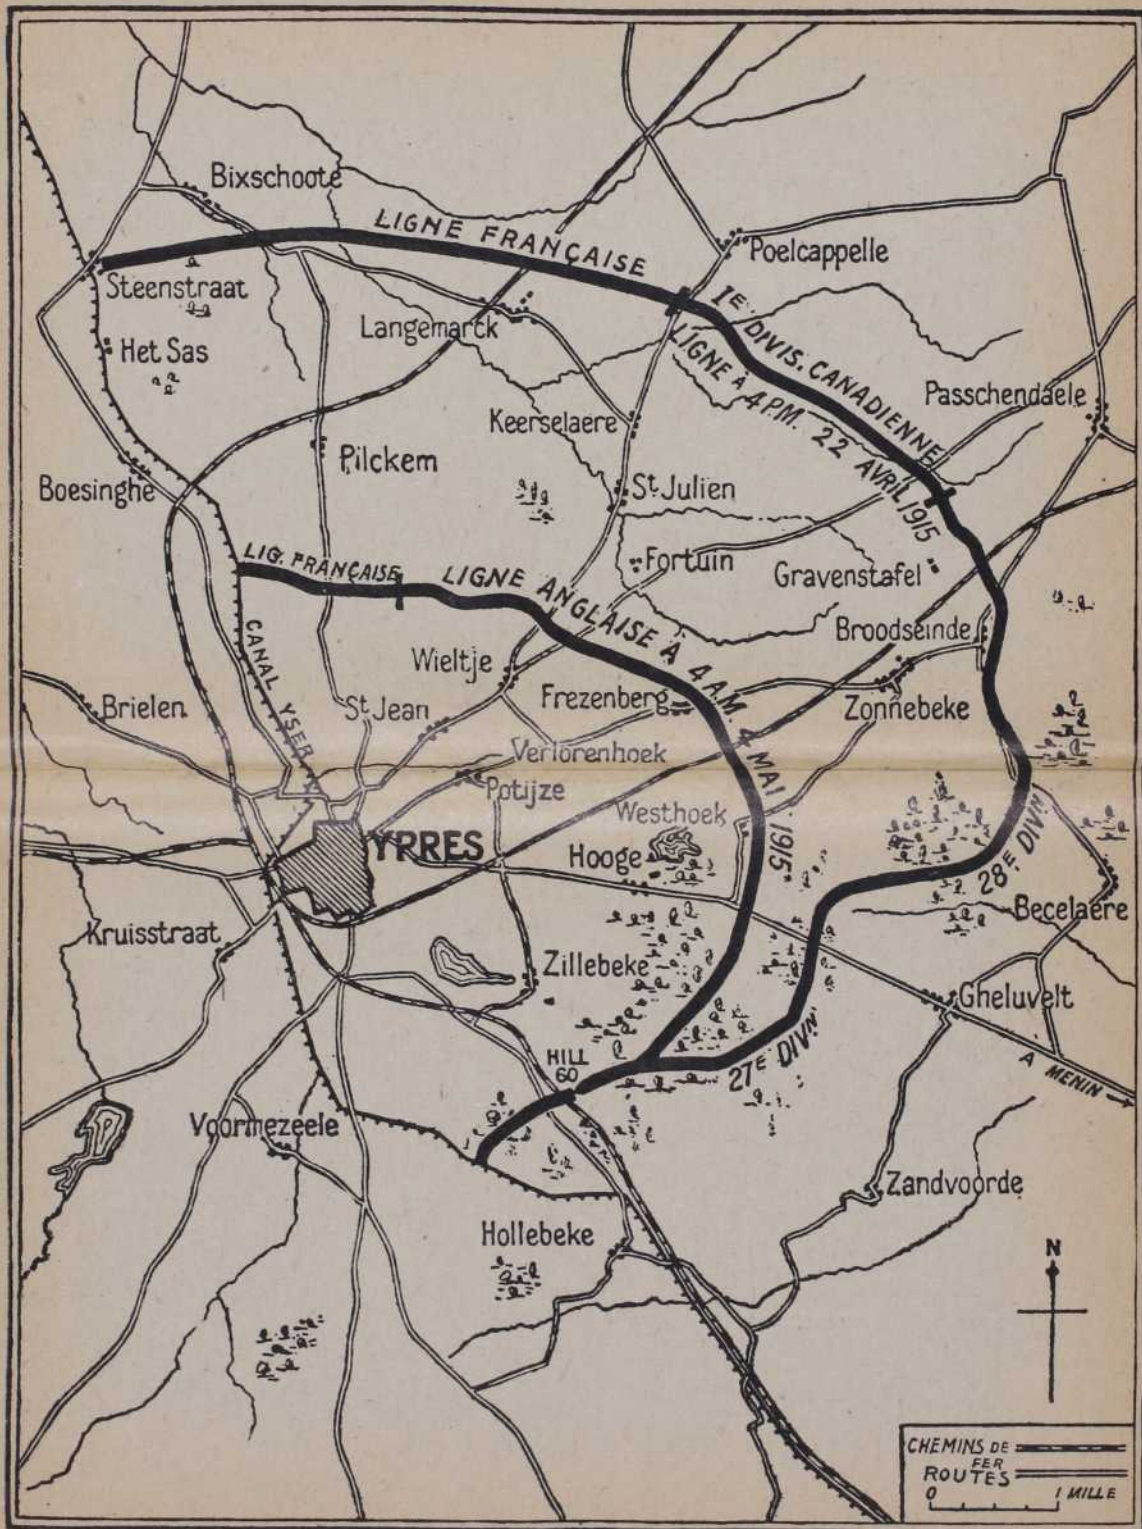 Bixschoote
LIGNE FRANÇAISE
Poelcappelle
Steenstraat
1E DIVIS. CANADIENNE
Langemarck
LIGNE À 4 P.M. 22 AVRIL 1915
Het Sas
Passchendaele
Keerselaere
Pilckem
Boesinghe
St Julien
LIG. FRANÇAISE
LIGNE ANGLAISE À 4 A.M. 4 MAI 1915
Fortuin
Gravenstafel
CANAL YSER
Broodseinde
Wieltje
Brielen
St Jean
Frezenberg
Zonnebeke
Verlorenhoek
Potijze
Westhoek
YPRES
Hooge
28E DIV'N
Becelaere
Kruisstraat
Zillebeke
Gheluvelt
HILL
60
27E DIV'N
À MENIN
Voormezeele
Zandvoorde
Hollebeke
N
CHEMINS DE
FER
ROUTES
0 1 MILLE